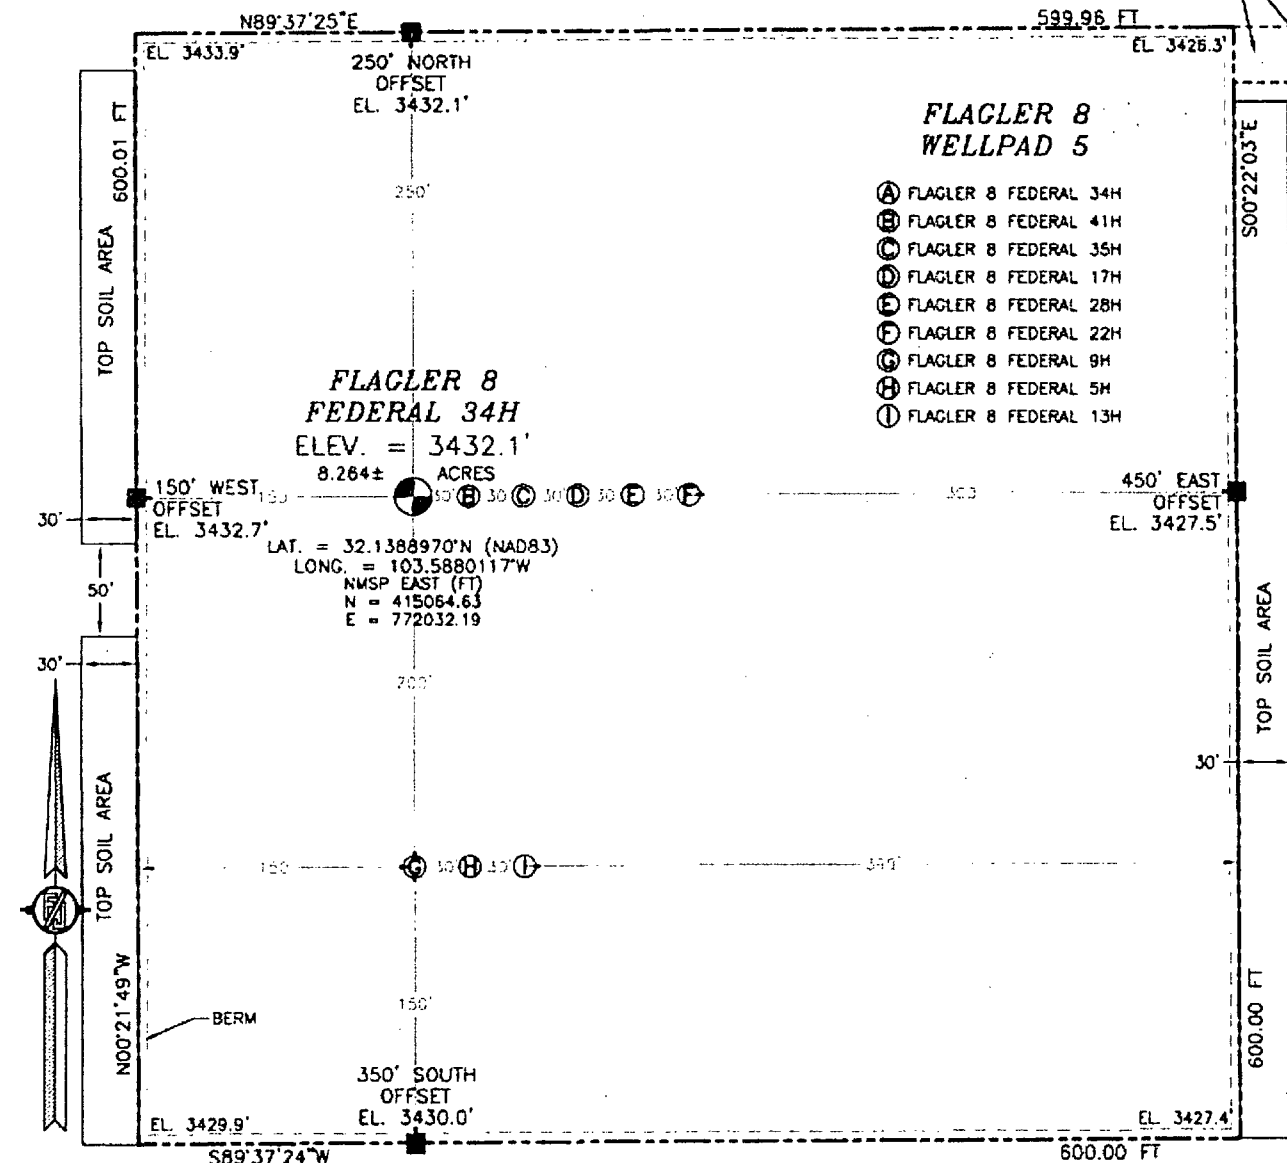 N89°37'25"E
599.96 FT
EL. 3433.9'
250' NORTH
OFFSET
EL. 3432.1'
EL. 3426.3'
600.01 FT
TOP SOIL AREA
S00°22'03"E
FLAGLER 8
WELLPAD 5
250'
A FLAGLER 8 FEDERAL 34H
B FLAGLER 8 FEDERAL 41H
C FLAGLER 8 FEDERAL 35H
D FLAGLER 8 FEDERAL 17H
E FLAGLER 8 FEDERAL 28H
F FLAGLER 8 FEDERAL 22H
G FLAGLER 8 FEDERAL 9H
H FLAGLER 8 FEDERAL 5H
I FLAGLER 8 FEDERAL 13H
FLAGLER 8
FEDERAL 34H
ELEV. = 3432.1'
8.264± ACRES
150' WEST
OFFSET
EL. 3432.7'
30' B 30 C 30' D 30 E 30' F
450' EAST
OFFSET
EL. 3427.5'
30'
LAT. = 32.1388970°N (NAD83)
LONG. = 103.5880117°W
NMSP EAST (FT)
N = 415064.63
E = 772032.19
50'
30'
200'
TOP SOIL AREA
30'
TOP SOIL AREA
150 G 30' H 30' I
150'
N00°21'49"W
BERM
350' SOUTH
OFFSET
EL. 3430.0'
600.00 FT
EL. 3429.9'
EL. 3427.4'
S89°37'24"W
600.00 FT